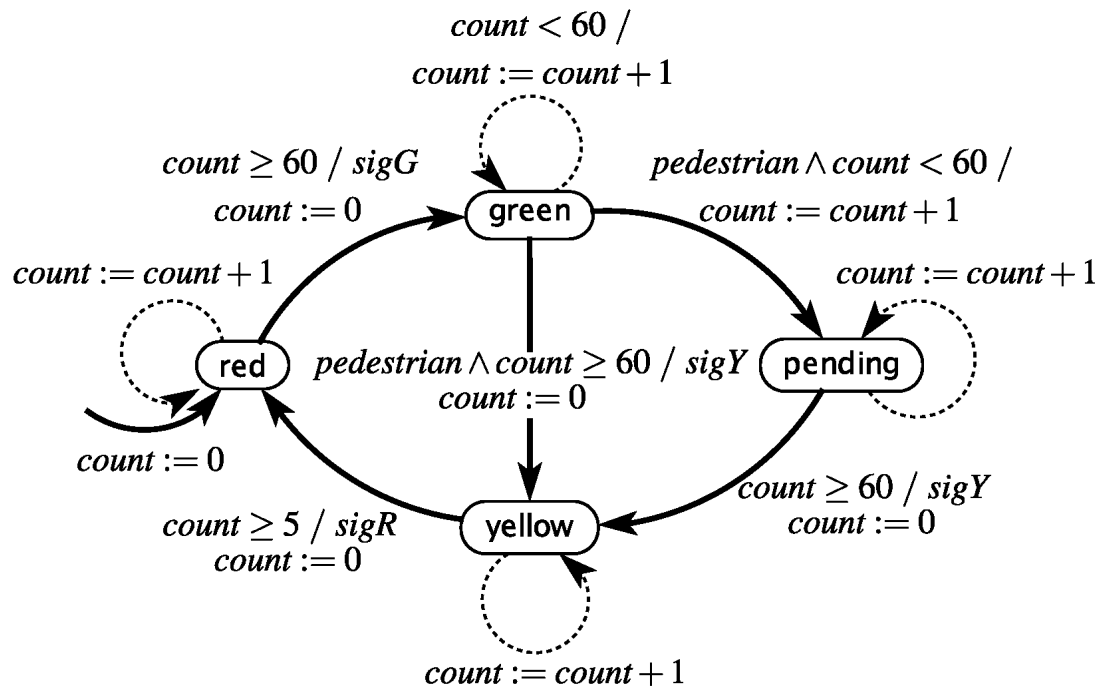 count < 60 /
count := count + 1
count ≥ 60 / sigG
count := 0
pedestrian ∧ count < 60 /
count := count + 1
green
count := count + 1
count := count + 1
red
pedestrian ∧ count ≥ 60 / sigY
count := 0
pending
count := 0
count ≥ 5 / sigR
count := 0
yellow
count ≥ 60 / sigY
count := 0
count := count + 1